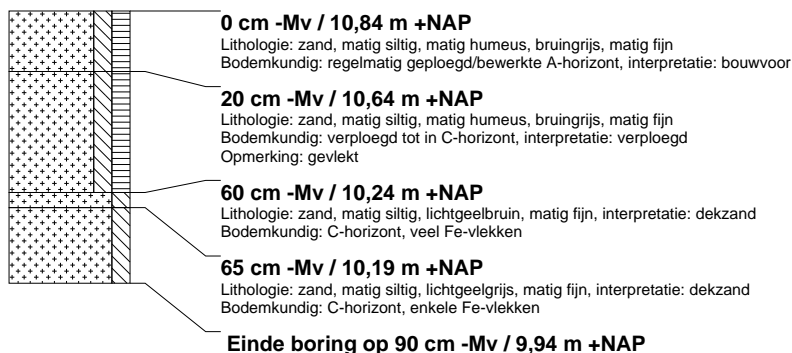 0 cm -Mv / 10,84 m +NAP
Lithologie: zand, matig siltig, matig humeus, bruingrijs, matig fijn
Bodemkundig: regelmatig geploegd/bewerkte A-horizont, interpretatie: bouwvoor
20 cm -Mv / 10,64 m +NAP
Lithologie: zand, matig siltig, matig humeus, bruingrijs, matig fijn
Bodemkundig: verploegd tot in C-horizont, interpretatie: verploegd
Opmerking: gevlekt
60 cm -Mv / 10,24 m +NAP
Lithologie: zand, matig siltig, lichtgeelbruin, matig fijn, interpretatie: dekzand
Bodemkundig: C-horizont, veel Fe-vlekken
65 cm -Mv / 10,19 m +NAP
Lithologie: zand, matig siltig, lichtgeelgrijs, matig fijn, interpretatie: dekzand
Bodemkundig: C-horizont, enkele Fe-vlekken
Einde boring op 90 cm -Mv / 9,94 m +NAP